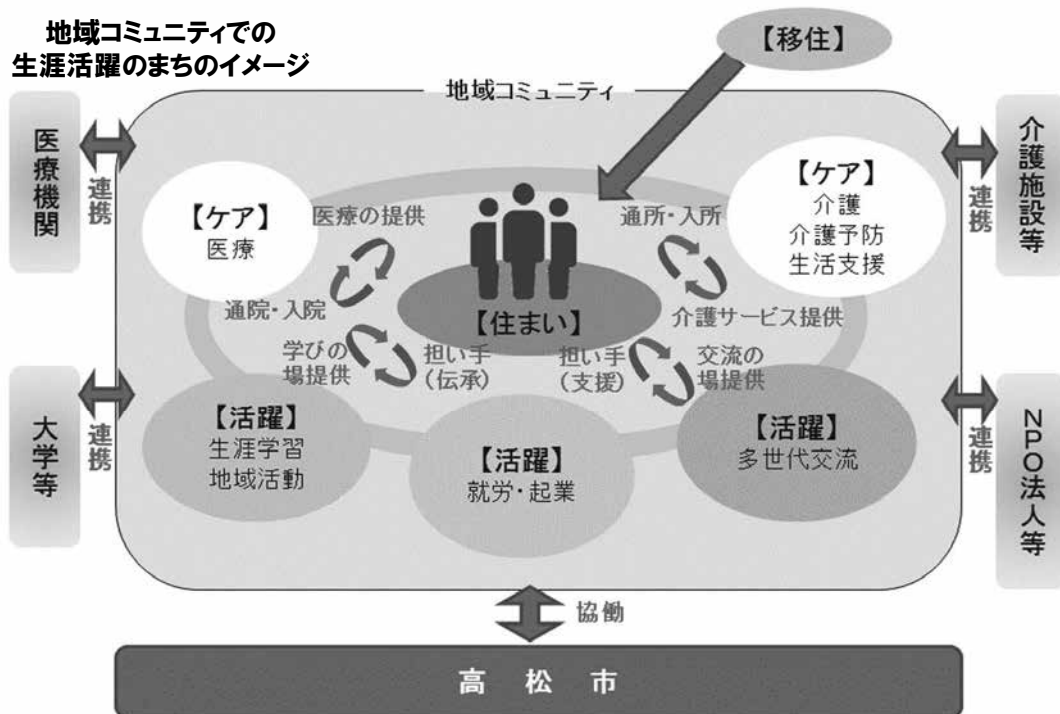 地域コミュニティでの
生涯活躍のまちのイメージ
【移住】
地域コミュニティ
医療機関
連携
介護施設等
連携
【ケア】
医療
医療の提供
通院・入院
通所・入所
介護サービス提供
【ケア】
介護
介護予防
生活支援
【住まい】
学びの
場提供
担い手
(伝承)
担い手
(支援)
交流の
場提供
大学等
連携
NPO法人等
連携
【活躍】
生涯学習
地域活動
【活躍】
就労・起業
【活躍】
多世代交流
協働
高松市